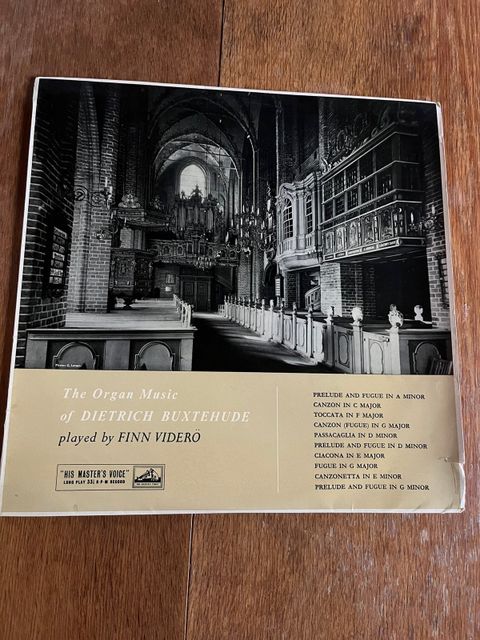 The Organ Music
of DIETRICH BUXTEHUDE
played by FINN VIDERÖ
"HIS MASTER'S VOICE"
LONG PLAY 33⅓ R·P·M RECORD
PRELUDE AND FUGUE IN A MINOR
CANZON IN C MAJOR
TOCCATA IN F MAJOR
CANZON (FUGUE) IN G MAJOR
PASSACAGLIA IN D MINOR
PRELUDE AND FUGUE IN D MINOR
CIACONA IN E MAJOR
FUGUE IN G MAJOR
CANZONETTA IN E MINOR
PRELUDE AND FUGUE IN G MINOR